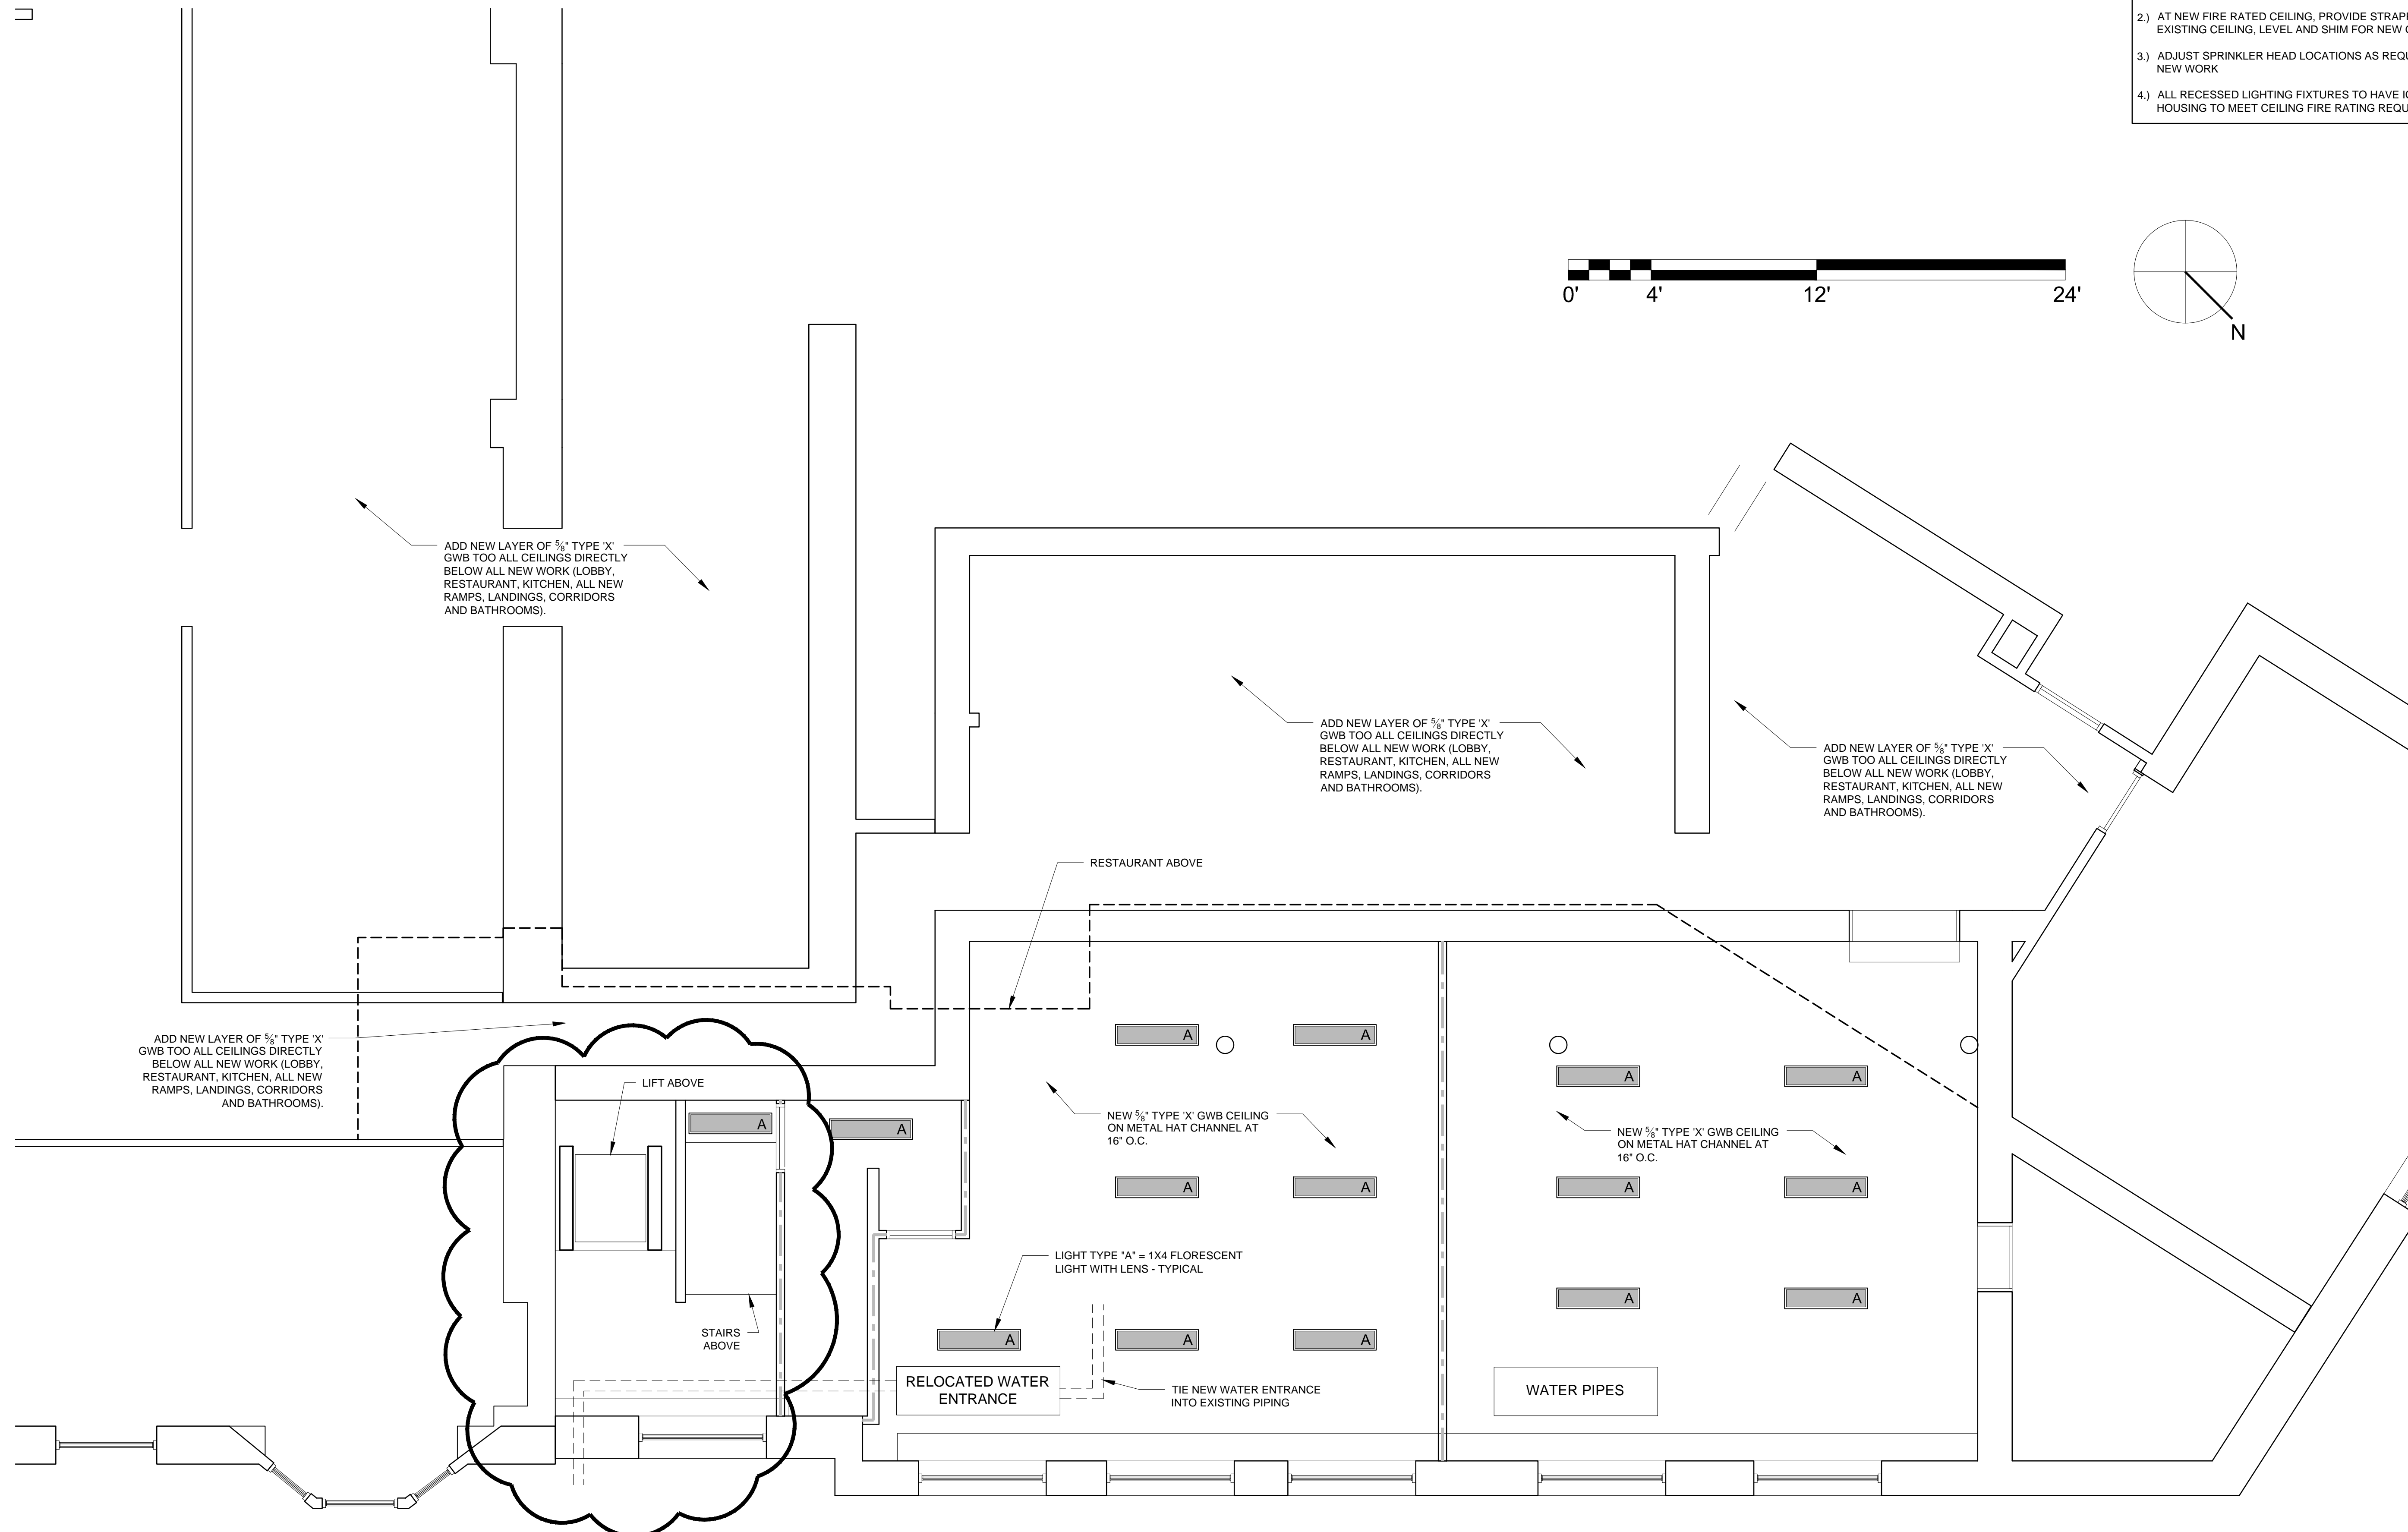 2.) AT NEW FIRE RATED CEILING, PROVIDE
EXISTING CEILING, LEVEL AND SHIM FOR NEW
3.) ADJUST SPRINKLER HEAD LOCATIONS AS
NEW WORK
4.) ALL RECESSED LIGHTING FIXTURES TO HAVE
HOUSING TO MEET CEILING FIRE RATING
0' 4' 12' 24'
N
ADD NEW LAYER OF 5/8" TYPE 'X'
GWB TOO ALL CEILINGS DIRECTLY
BELOW ALL NEW WORK (LOBBY,
RESTAURANT, KITCHEN, ALL NEW
RAMPS, LANDINGS, CORRIDORS
AND BATHROOMS).
ADD NEW LAYER OF 5/8" TYPE 'X'
GWB TOO ALL CEILINGS DIRECTLY
BELOW ALL NEW WORK (LOBBY,
RESTAURANT, KITCHEN, ALL NEW
RAMPS, LANDINGS, CORRIDORS
AND BATHROOMS).
ADD NEW LAYER OF 5/8" TYPE 'X'
GWB TOO ALL CEILINGS DIRECTLY
BELOW ALL NEW WORK (LOBBY,
RESTAURANT, KITCHEN, ALL NEW
RAMPS, LANDINGS, CORRIDORS
AND BATHROOMS).
RESTAURANT ABOVE
ADD NEW LAYER OF 5/8" TYPE 'X'
GWB TOO ALL CEILINGS DIRECTLY
BELOW ALL NEW WORK (LOBBY,
RESTAURANT, KITCHEN, ALL NEW
RAMPS, LANDINGS, CORRIDORS
AND BATHROOMS).
A A
LIFT ABOVE
A A
A A
NEW 5/8" TYPE 'X' GWB CEILING
ON METAL HAT CHANNEL AT
16" O.C.
NEW 5/8" TYPE 'X' GWB CEILING
ON METAL HAT CHANNEL AT
16" O.C.
A A A A
LIGHT TYPE "A" = 1X4 FLORESCENT
LIGHT WITH LENS - TYPICAL
A A
STAIRS
ABOVE
A A A
RELOCATED WATER
ENTRANCE
TIE NEW WATER ENTRANCE
INTO EXISTING PIPING
WATER PIPES